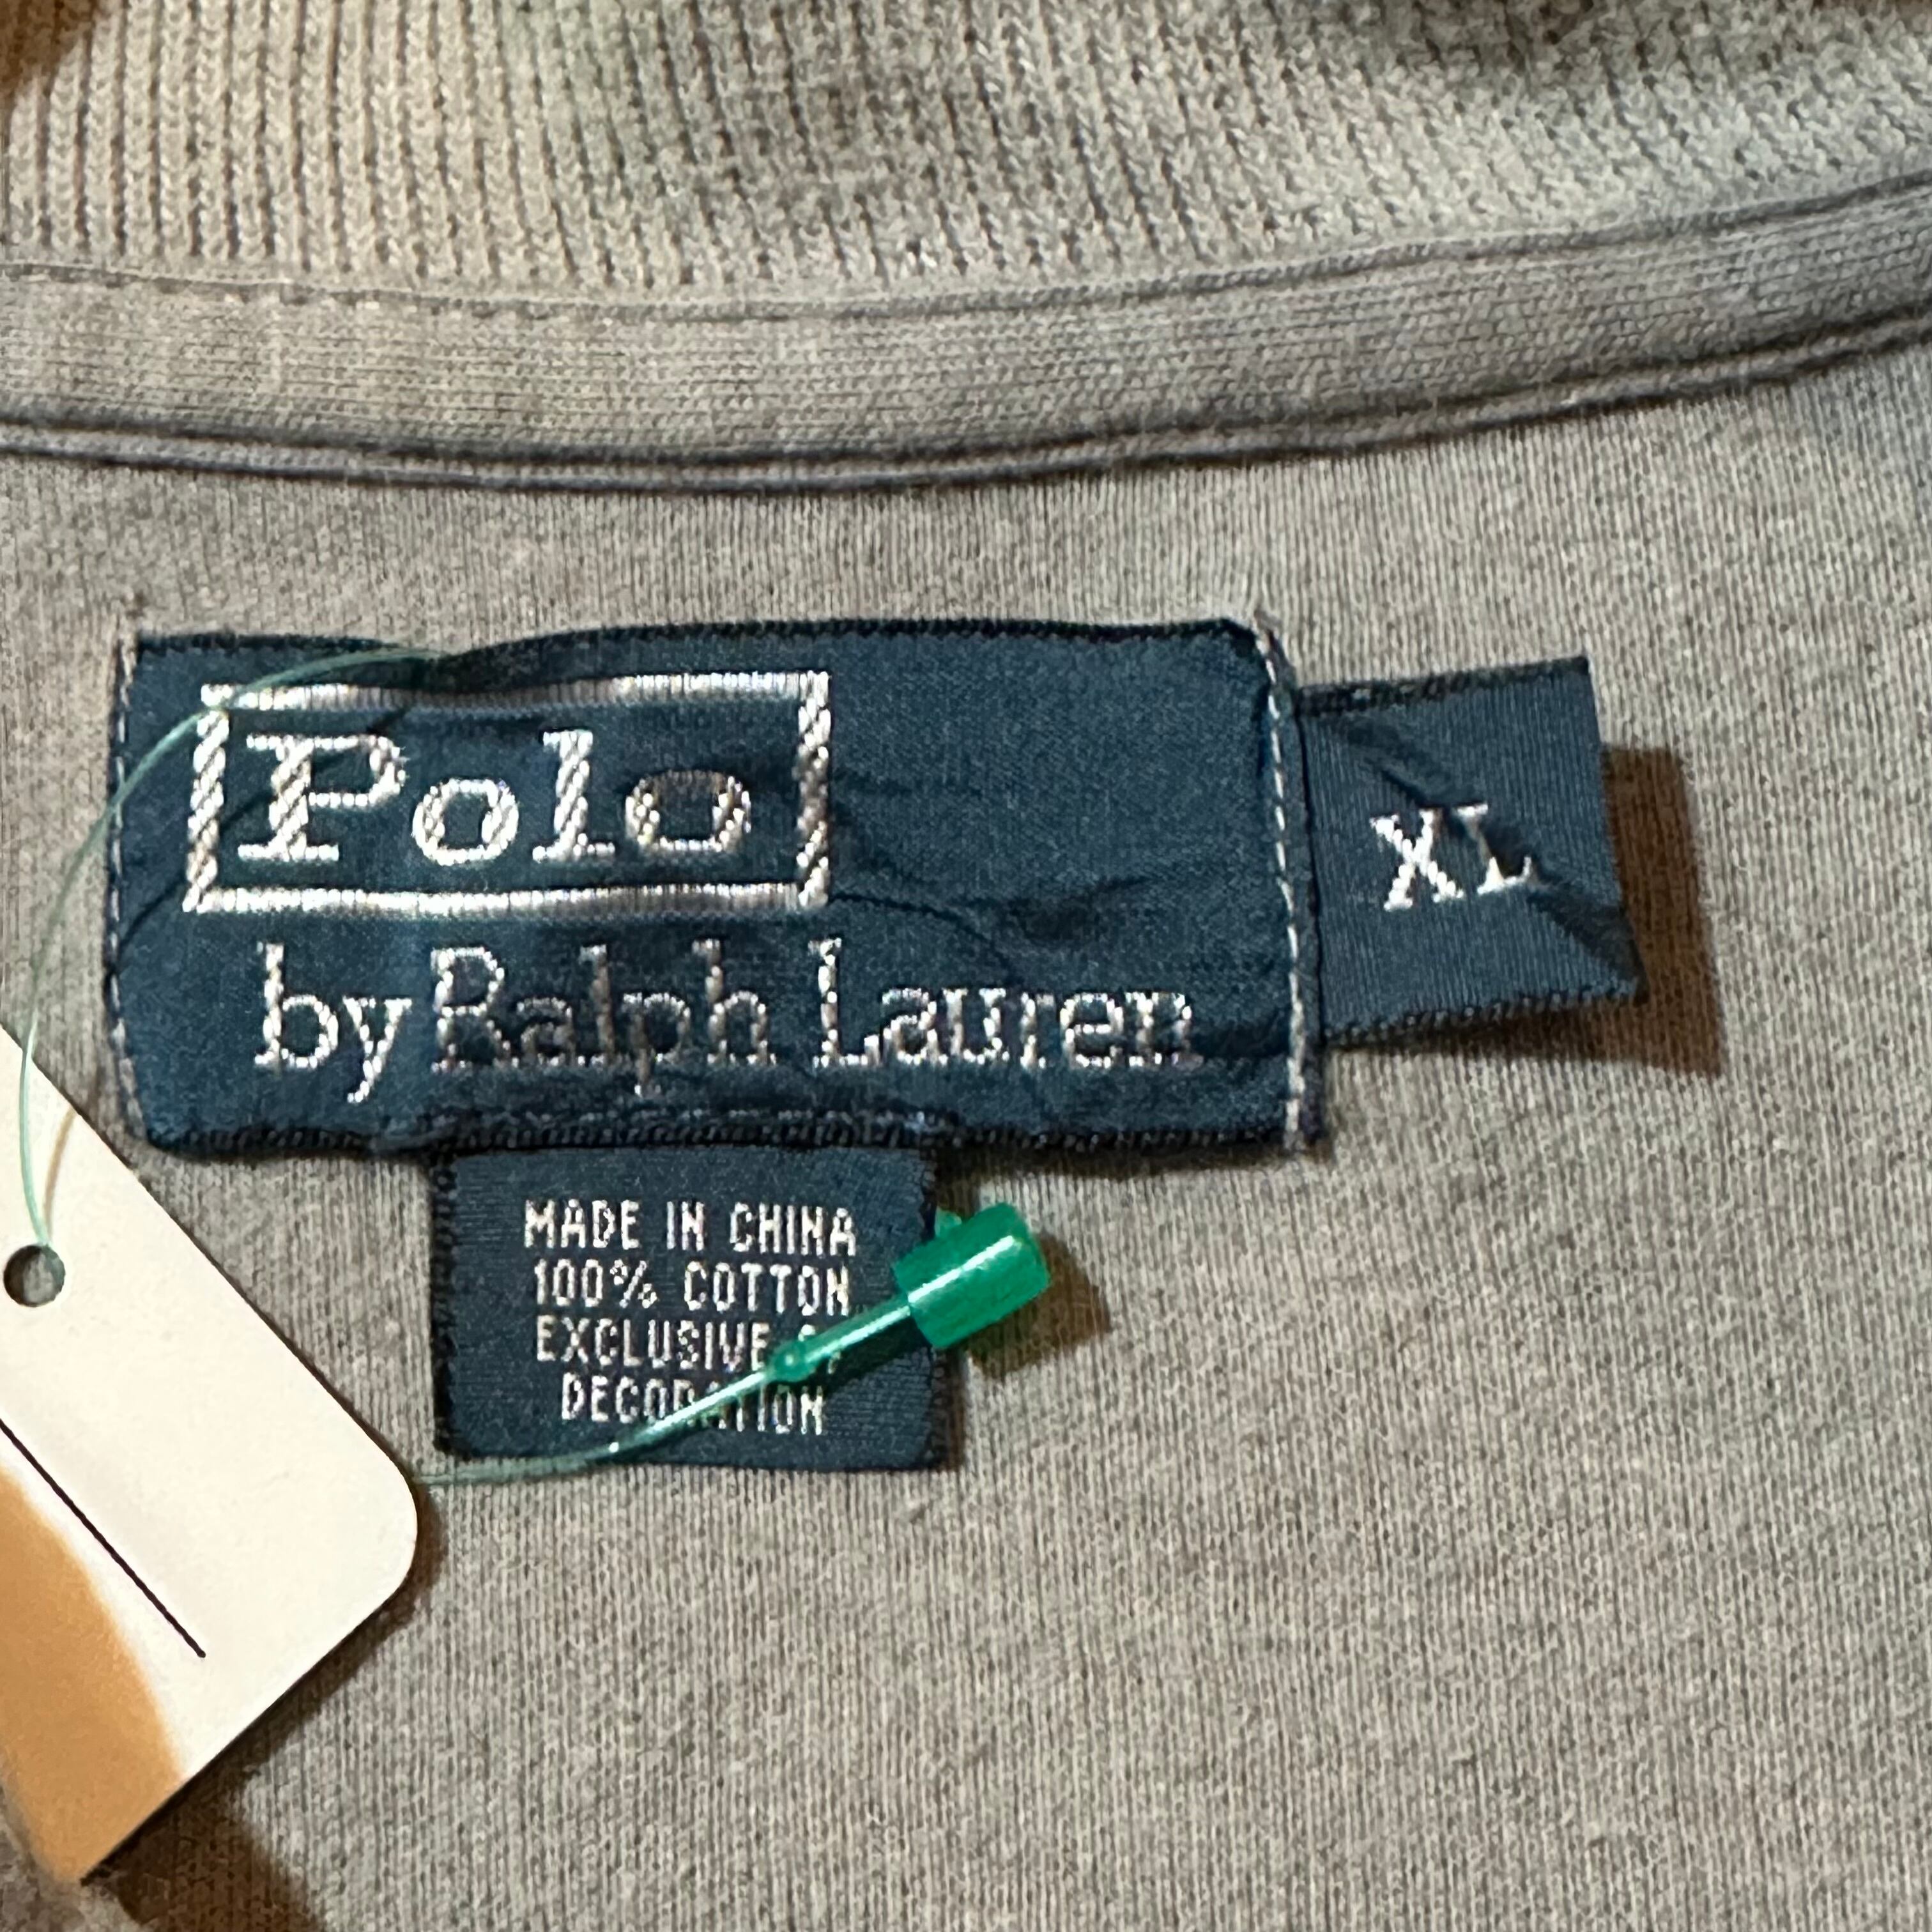 Polo
by Ralph Lauren
XL
MADE IN CHINA
100% COTTON
EXCLUSIVE
DECORATION